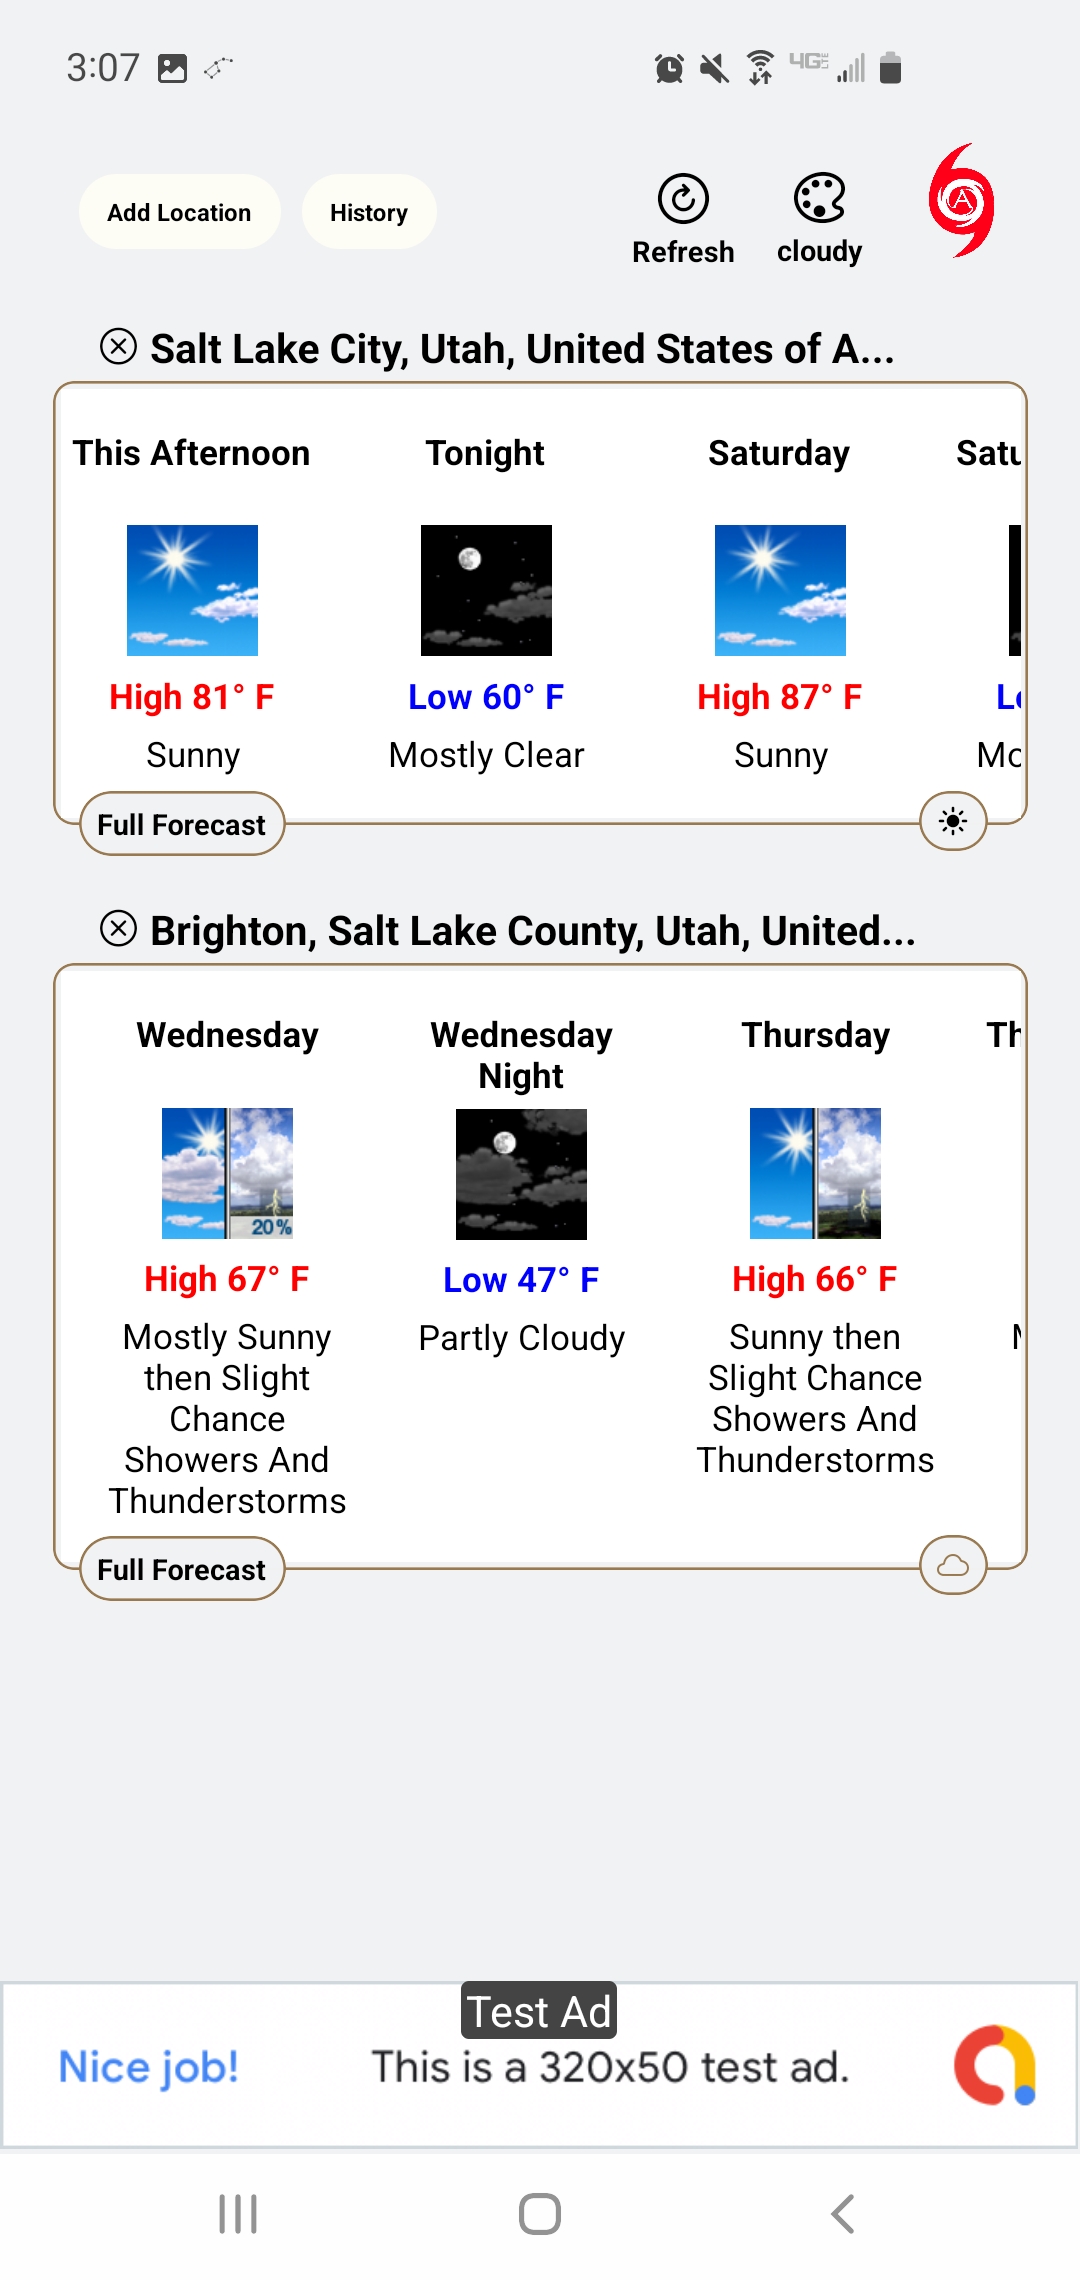 3:07
4G LTE
Add Location
History
Refresh
cloudy
A
Salt Lake City, Utah, United States of A...
This Afternoon
Tonight
Saturday
Satu
High 81° F
Low 60° F
High 87° F
Sunny
Mostly Clear
Sunny
Mo
Full Forecast
Brighton, Salt Lake County, Utah, United...
Wednesday
Wednesday
Night
Thursday
Th
20%
High 67° F
Low 47° F
High 66° F
Mostly Sunny
then Slight
Chance
Showers And
Thunderstorms
Partly Cloudy
Sunny then
Slight Chance
Showers And
Thunderstorms
Full Forecast
Test Ad
Nice job!
This is a 320x50 test ad.